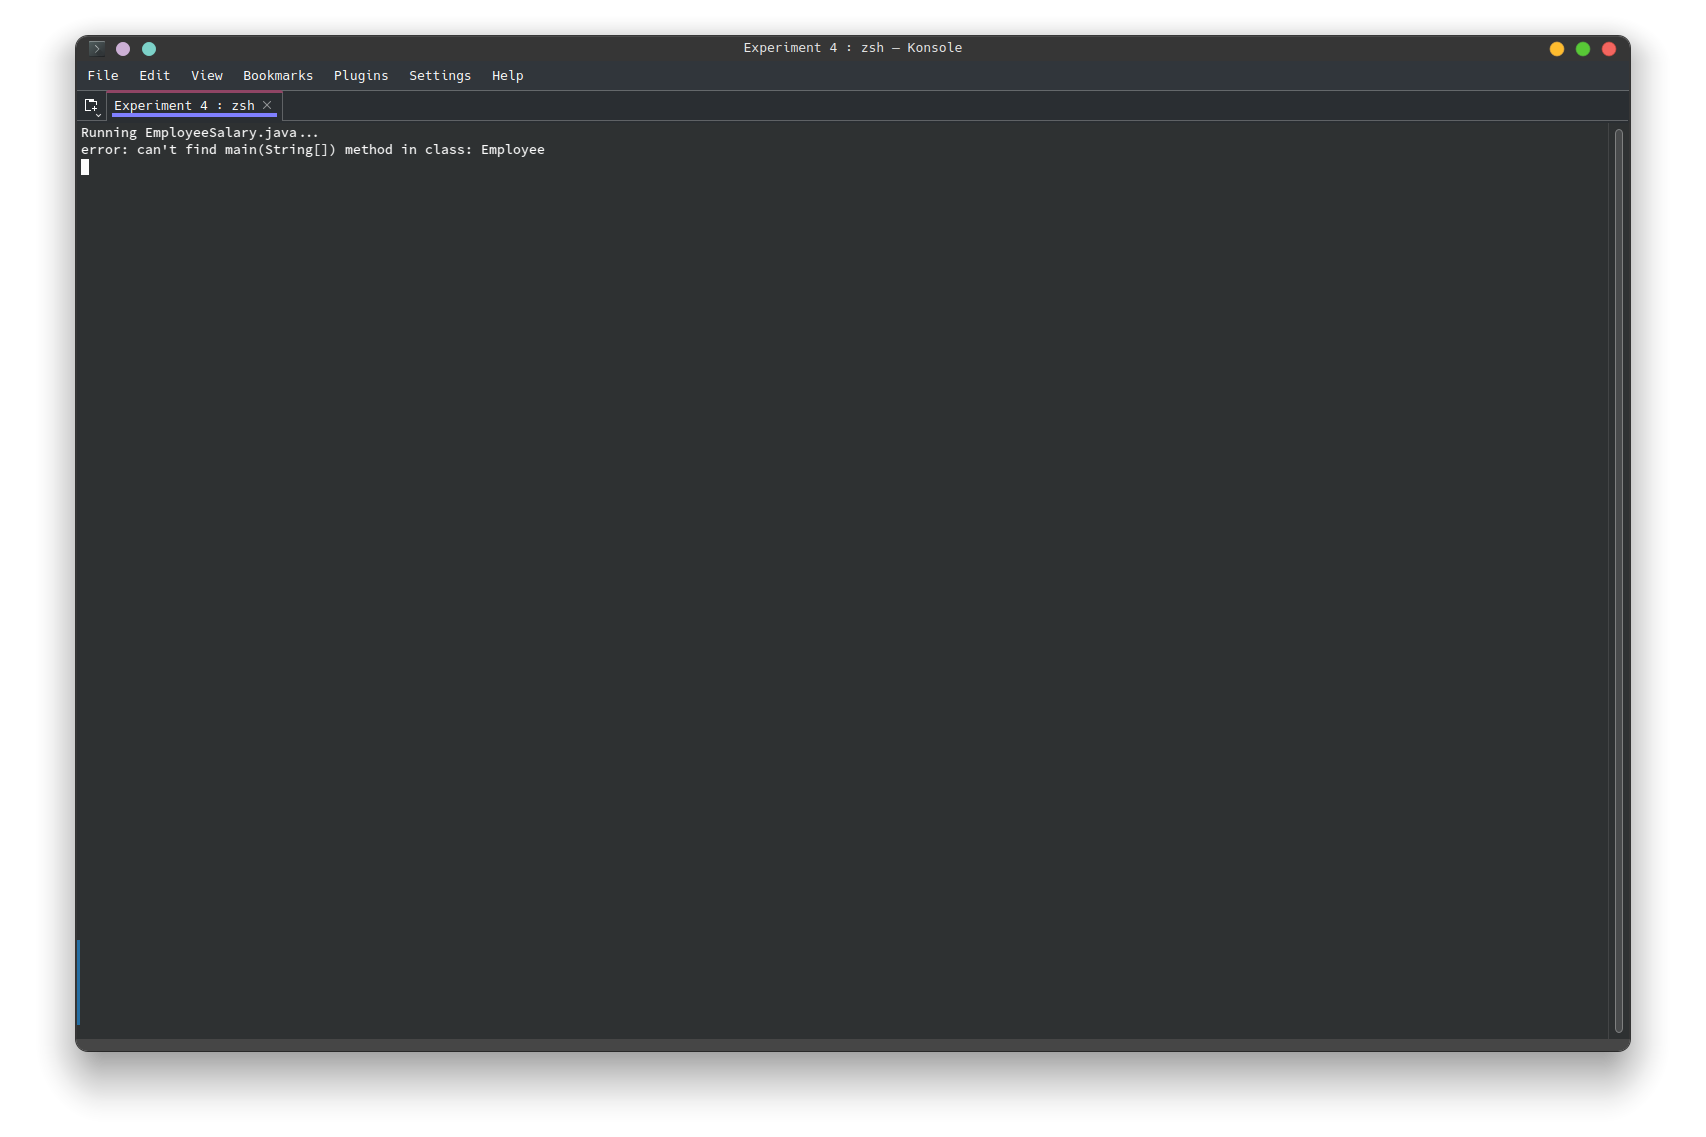 Experiment 4 : zsh — Konsole
File Edit View Bookmarks Plugins Settings Help
Experiment 4 : zsh
Running EmployeeSalary.java...
error: can't find main(String[]) method in class: Employee